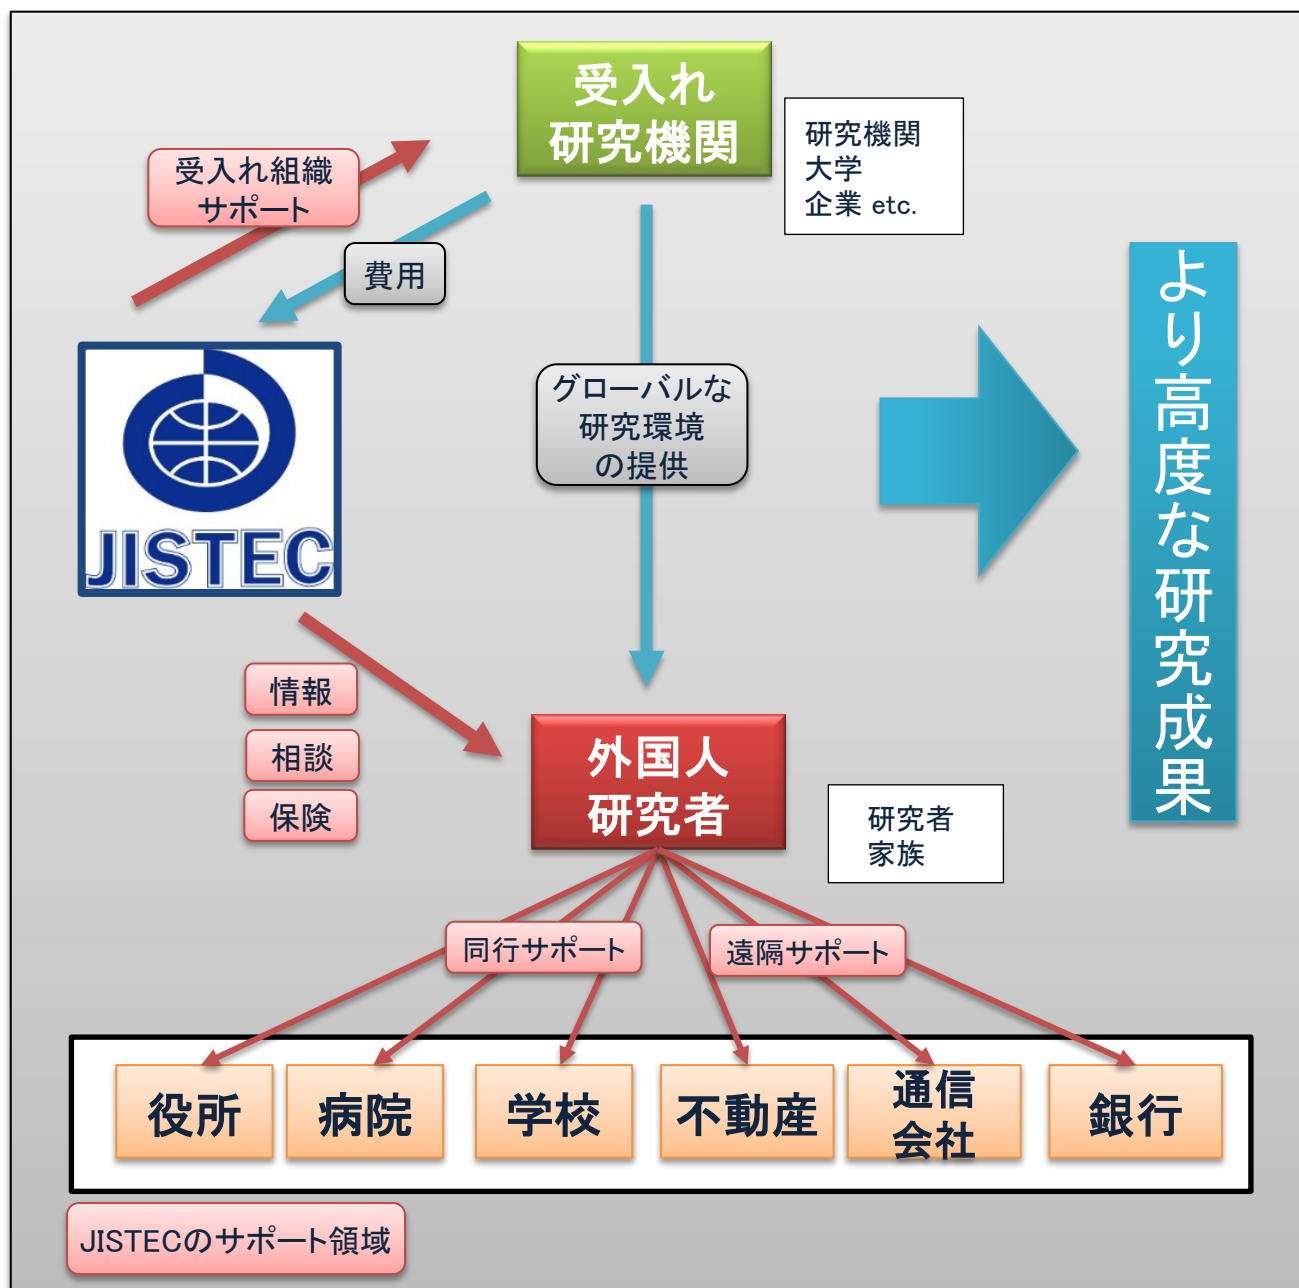 受入れ
研究機関
研究機関
大学
企業 etc.
受入れ組織
サポート
費用
JISTEC
グローバルな
研究環境
の提供
より高度な研究成果
情報
相談
保険
外国人
研究者
研究者
家族
同行サポート
遠隔サポート
役所
病院
学校
不動産
通信
会社
銀行
JISTECのサポート領域